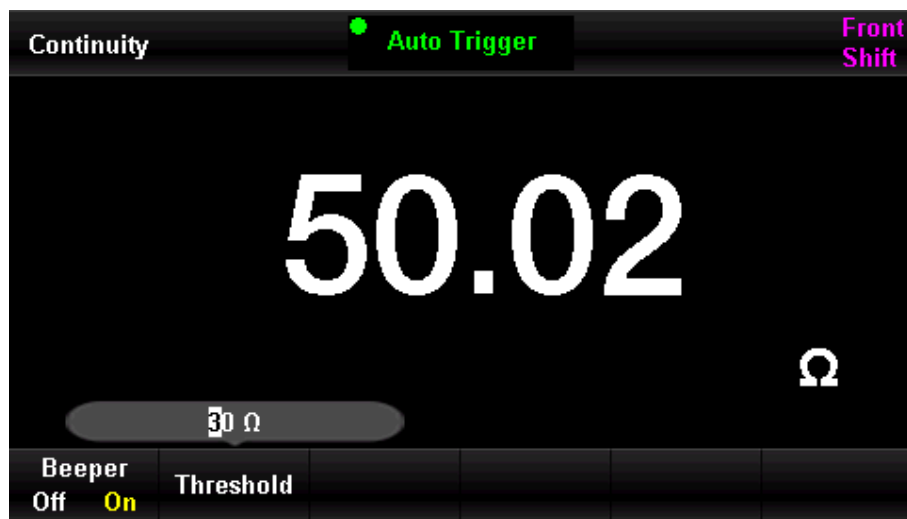 Continuity
Auto Trigger
Front
Shift
50.02
Ω
30 Ω
Beeper
Off On
Threshold